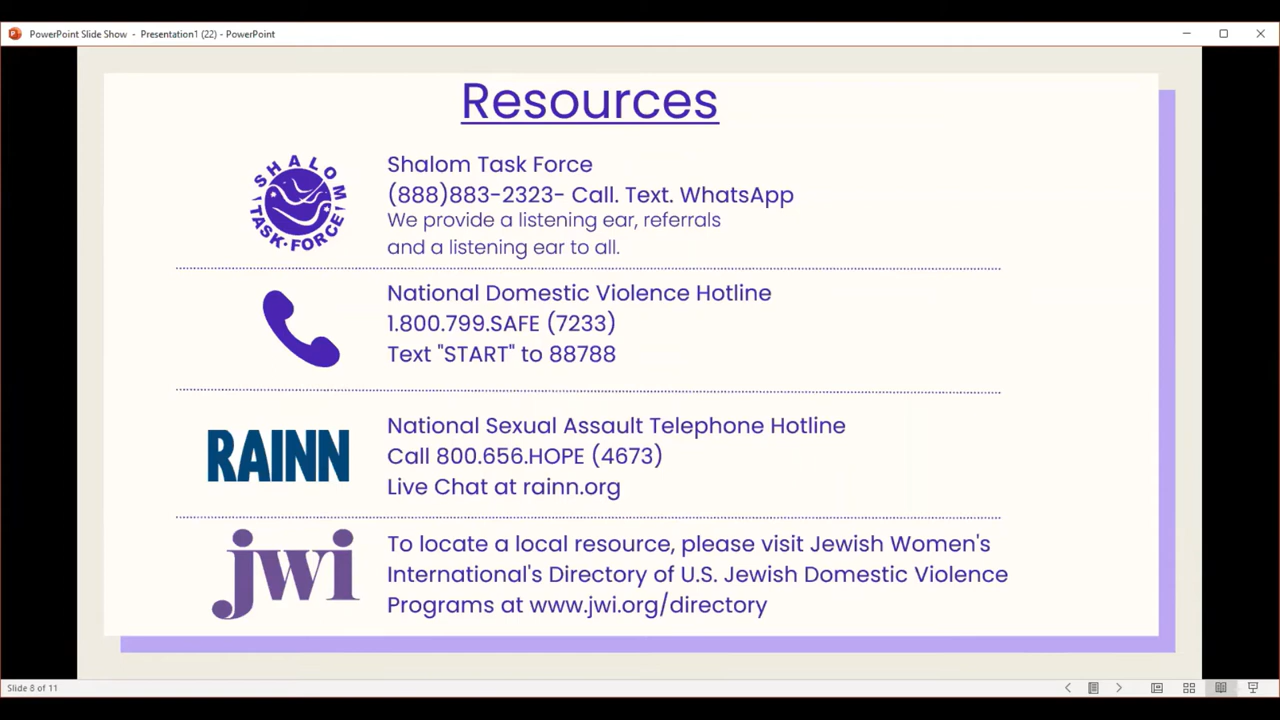 PowerPoint Slide Show - Presentation1 (22) - PowerPoint
Resources
SHALOM TASK·FORCE
Shalom Task Force
(888)883-2323- Call. Text. WhatsApp
We provide a listening ear, referrals
and a listening ear to all.
National Domestic Violence Hotline
1.800.799.SAFE (7233)
Text "START" to 88788
RAINN
National Sexual Assault Telephone Hotline
Call 800.656.HOPE (4673)
Live Chat at rainn.org
jwi
To locate a local resource, please visit Jewish Women's
International's Directory of U.S. Jewish Domestic Violence
Programs at www.jwi.org/directory
Slide 8 of 11